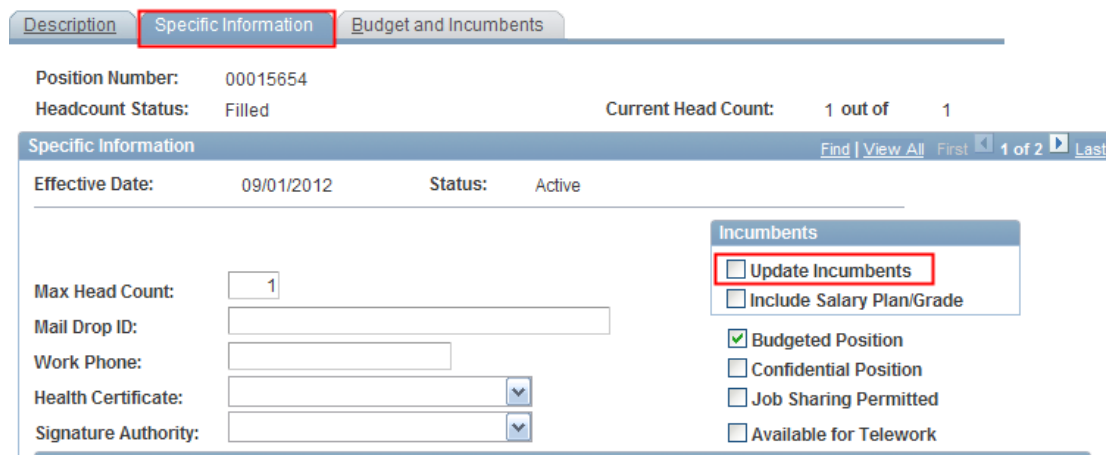 Description Specific Information Budget and Incumbents
Position Number: 00015654
Headcount Status: Filled Current Head Count: 1 out of 1
Specific Information Find | View All First 1 of 2 Last
Effective Date: 09/01/2012 Status: Active
Incumbents
Update Incumbents
Max Head Count: 1 Include Salary Plan/Grade
Mail Drop ID:
Budgeted Position
Work Phone:
Confidential Position
Health Certificate:
Job Sharing Permitted
Signature Authority: Available for Telework